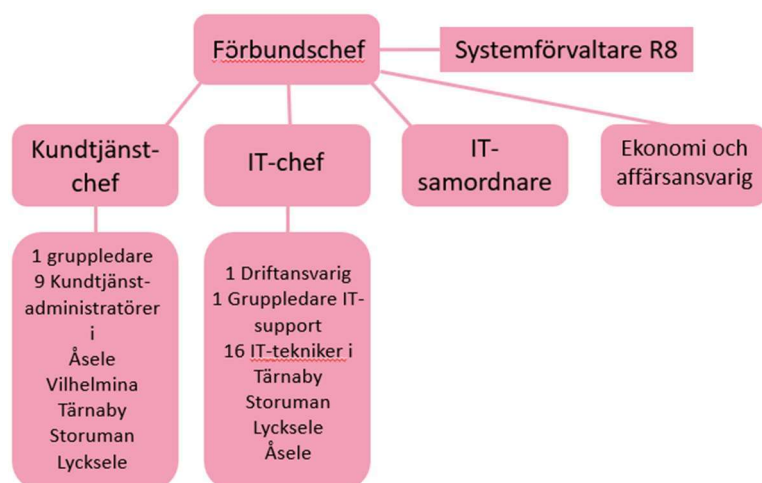 Förbundschef
Systemförvaltare R8
Kundtjänst-
chef
IT-chef
IT-
samordnare
Ekonomi och
affärsansvarig
1 gruppledare
9 Kundtjänst-
administratörer
i
Åsele
Vilhelmina
Tärnaby
Storuman
Lycksele
1 Driftansvarig
1 Gruppledare IT-
support
16 IT-tekniker i
Tärnaby
Storuman
Lycksele
Åsele